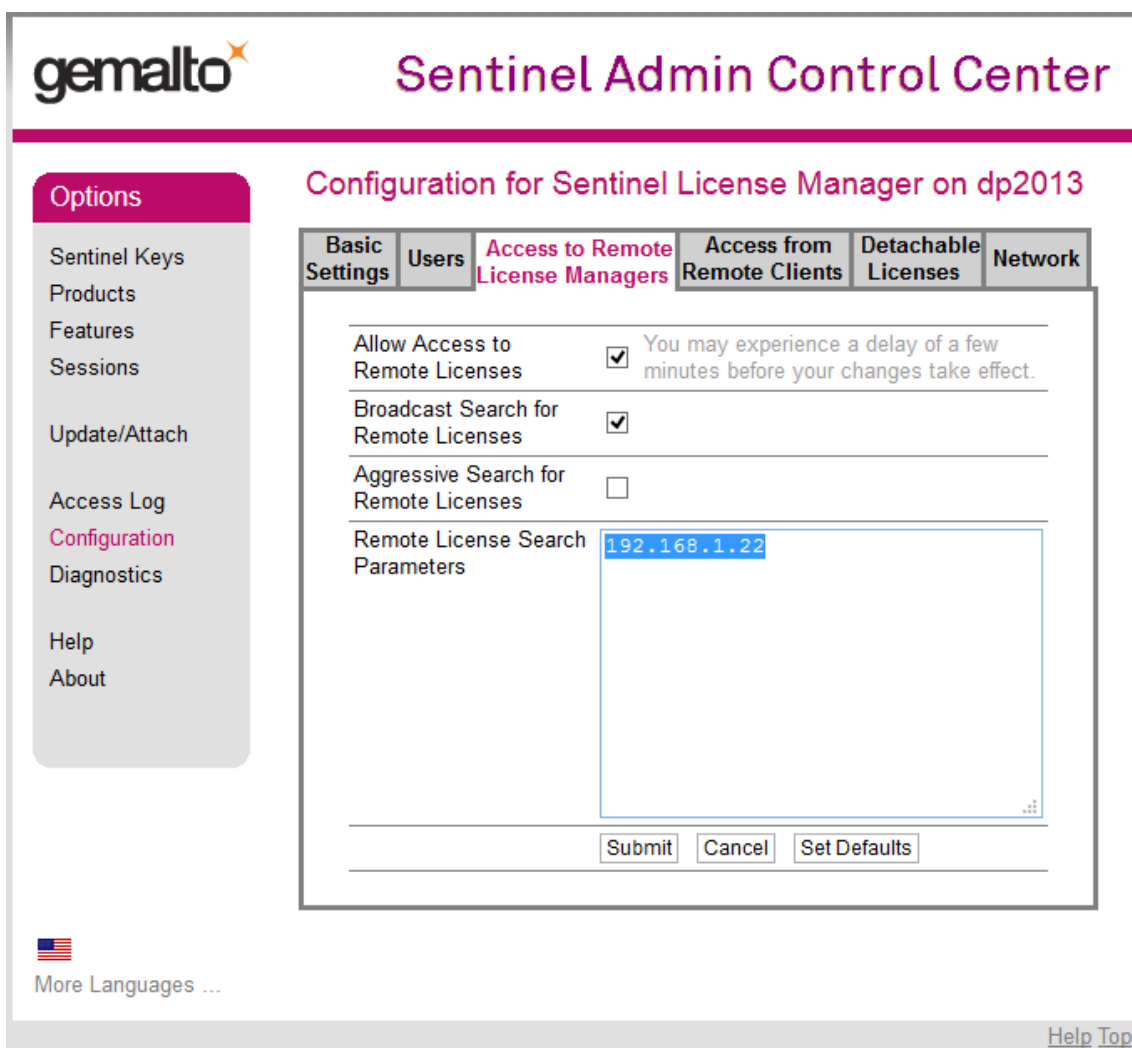 gemalto
Sentinel Admin Control Center
Options
Sentinel Keys
Products
Features
Sessions
Update/Attach
Access Log
Configuration
Diagnostics
Help
About
Configuration for Sentinel License Manager on dp2013
Basic
Settings
Users
Access to Remote
License Managers
Access from
Remote Clients
Detachable
Licenses
Network
Allow Access to
Remote Licenses
You may experience a delay of a few
minutes before your changes take effect.
Broadcast Search for
Remote Licenses
Aggressive Search for
Remote Licenses
Remote License Search
Parameters
192.168.1.22
Submit
Cancel
Set Defaults
More Languages ...
Help Top